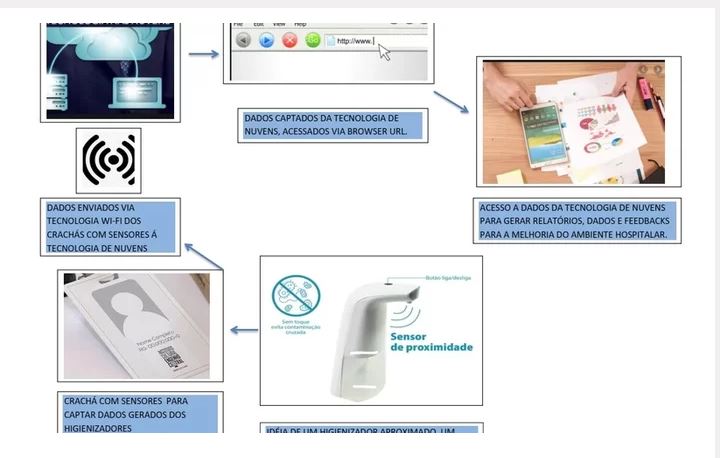 File Edit View Help
Go
http://www.
DADOS CAPTADOS DA TECNOLOGIA DE
NUVENS, ACESSADOS VIA BROWSER URL.
DADOS ENVIADOS VIA
TECNOLOGIA WI-FI DOS
CRACHÁS COM SENSORES Á
TECNOLOGIA DE NUVENS
ACESSO A DADOS DA TECNOLOGIA DE NUVENS
PARA GERAR RELATÓRIOS, DADOS E FEEDBACKS
PARA A MELHORIA DO AMBIENTE HOSPITALAR.
Nome Completo
Botão liga/desliga
Sem toque
evita contaminação
cruzada
Sensor
de proximidade
CRACHÁ COM SENSORES PARA
CAPTAR DADOS GERADOS DOS
HIGIENIZADORES
IDÉIA DE UM HIGIENIZADOR APROXIMADO, UM